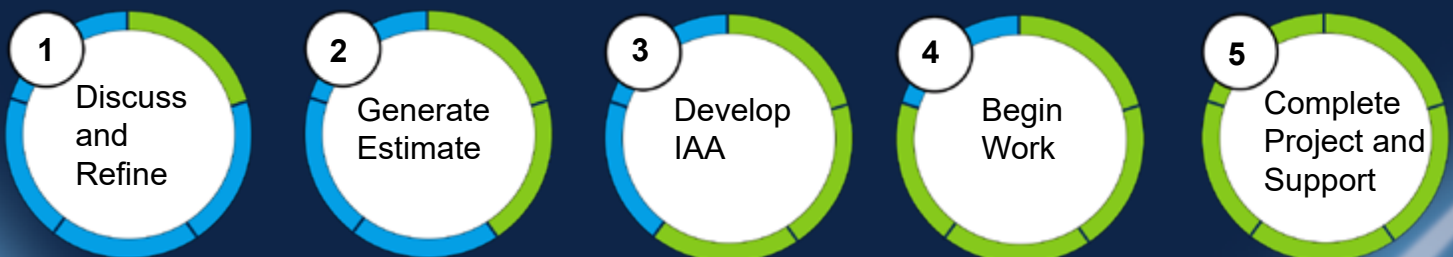 1
Discuss
and
Refine
2
Generate
Estimate
3
Develop
IAA
4
Begin
Work
5
Complete
Project and
Support